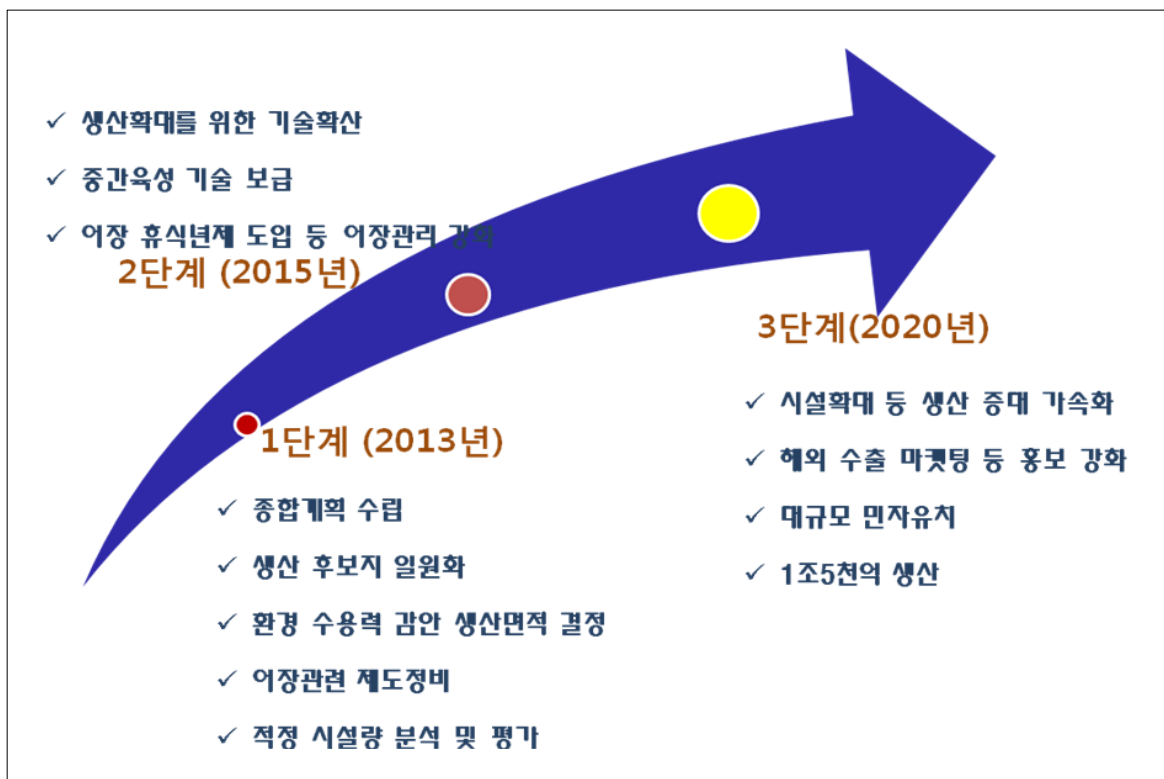 ✓ 생산확대를 위한 기술확산
✓ 중간육성 기술 보급
✓ 어장 휴식년제 도입 등 어장관리 강화
2단계 (2015년)
1단계 (2013년)
✓ 종합계획 수립
✓ 생산 후보지 일원화
✓ 환경 수용력 감안 생산면적 결정
✓ 어장관련 제도정비
✓ 적정 시설량 분석 및 평가
3단계(2020년)
✓ 시설확대 등 생산 증대 가속화
✓ 해외 수출 마켓팅 등 홍보 강화
✓ 대규모 민자유치
✓ 1조5천억 생산